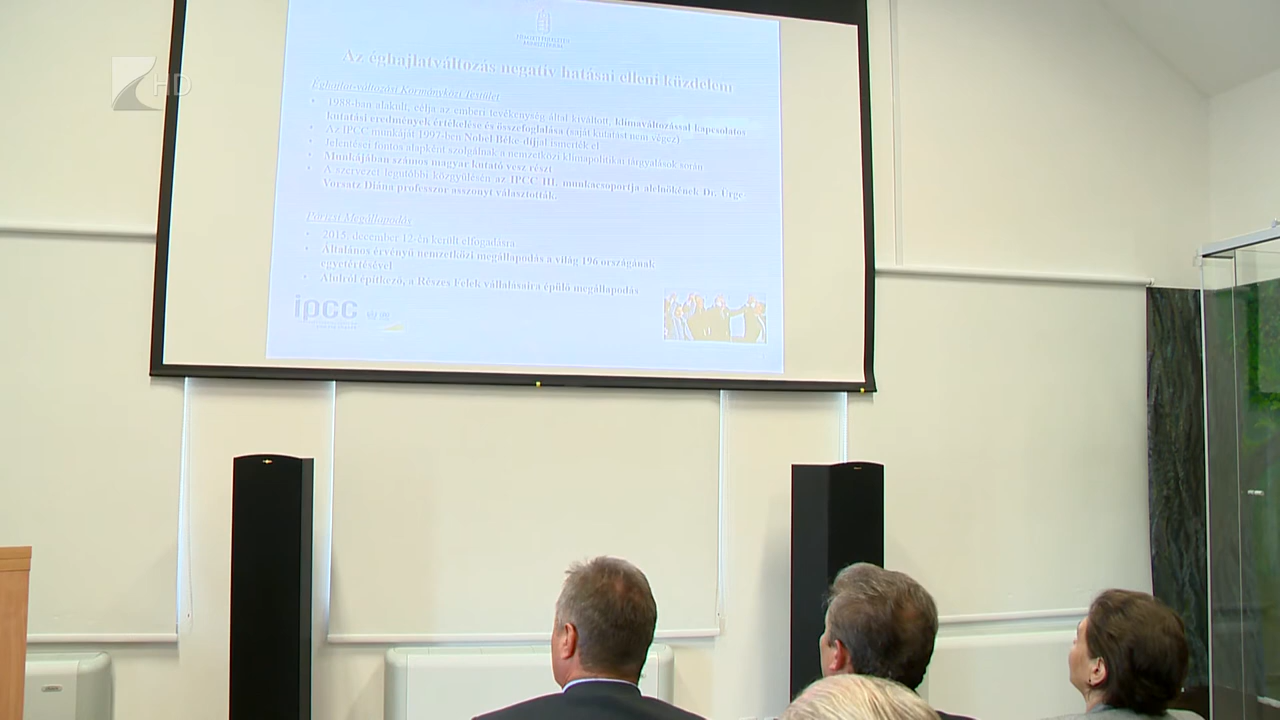 HD
Az éghajlatváltozás negatív hatásai elleni küzdelem
Éghajlat-változási Kormányközi Testület
• 1988-ban alakult, célja az emberi tevékenység által kiváltott, klímaváltozással kapcsolatos
kutatási eredmények értékelése és összefoglalása (saját kutatást nem végez)
• Az IPCC munkáját 1997-ben Nobel Béke-díjjal ismerték el
• Jelentései fontos alapként szolgálnak a nemzetközi klímapolitikai tárgyalások során
• Munkájában számos magyar kutató vesz részt
• A szervezet legutóbbi közgyűlésén az IPCC III. munkacsoportja alelnökének Dr. Ürge-
Vorsatz Diána professzor asszonyt választották.
Párizsi Megállapodás
• 2015. december 12-én került elfogadásra
• Általános érvényű nemzetközi megállapodás a világ 196 országának
egyetértésével
• Alulról építkező, a Részes Felek vállalásaira épülő megállapodás
ipcc